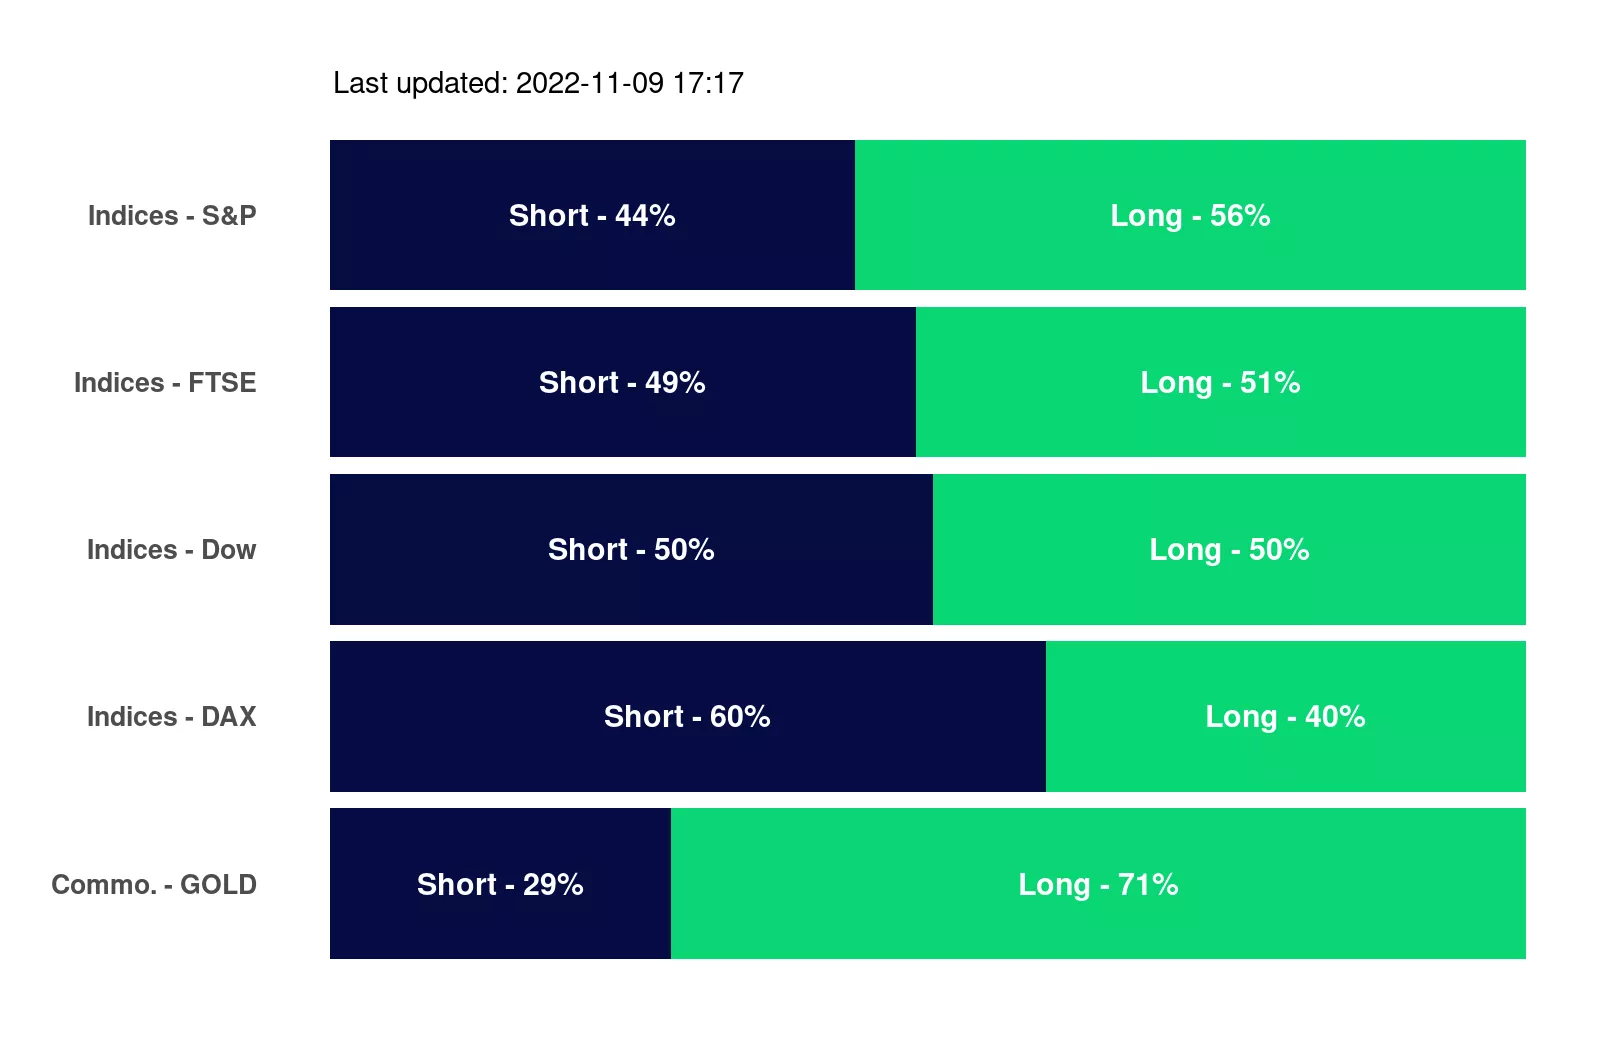 Last updated: 2022-11-09 17:17
Indices - S&P Short - 44% Long - 56%
Indices - FTSE Short - 49% Long - 51%
Indices - Dow Short - 50% Long - 50%
Indices - DAX Short - 60% Long - 40%
Commo. - GOLD Short - 29% Long - 71%